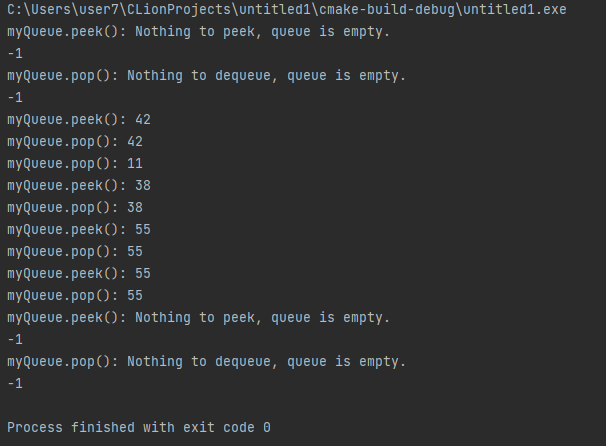 C:\Users\user7\CLionProjects\untitled1\cmake-build-debug\untitled1.exe
myQueue.peek(): Nothing to peek, queue is empty.
-1
myQueue.pop(): Nothing to dequeue, queue is empty.
-1
myQueue.peek(): 42
myQueue.pop(): 42
myQueue.pop(): 11
myQueue.peek(): 38
myQueue.pop(): 38
myQueue.peek(): 55
myQueue.pop(): 55
myQueue.peek(): 55
myQueue.pop(): 55
myQueue.peek(): Nothing to peek, queue is empty.
-1
myQueue.pop(): Nothing to dequeue, queue is empty.
-1
Process finished with exit code 0